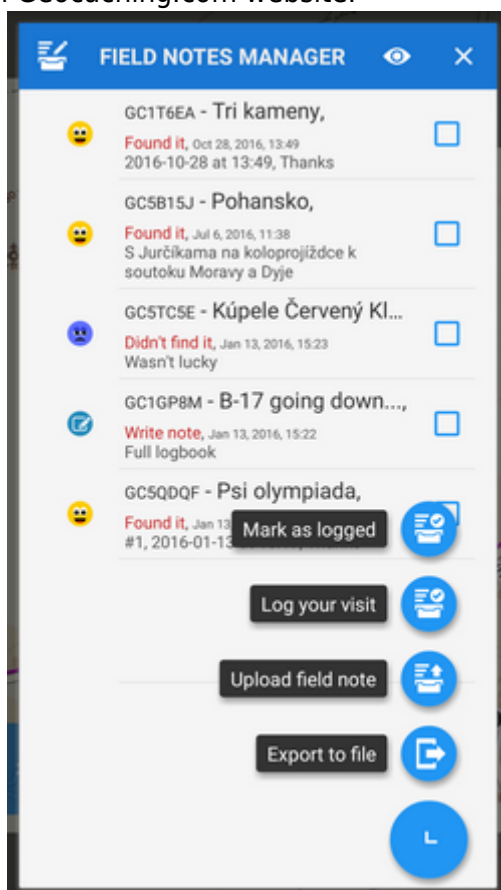 Geocaching.com website.
FIELD NOTES MANAGER
GC1T6EA - Tri kameny,
Found it, Oct 28, 2016, 13:49
2016-10-28 at 13:49, Thanks
GC5B15J - Pohansko,
Found it, Jul 6, 2016, 11:38
S Jurčíkama na koloprojíždce k
soutoku Moravy a Dyje
GC5TC5E - Kúpele Červený Kl...
Didn't find it, Jan 13, 2016, 15:23
Wasn't lucky
GC1GP8M - B-17 going down...,
Write note, Jan 13, 2016, 15:22
Full logbook
GC5QDQF - Psi olympiada,
Found it, Jan 13
#1, 2016-01-13
Mark as logged
Log your visit
Upload field note
Export to file